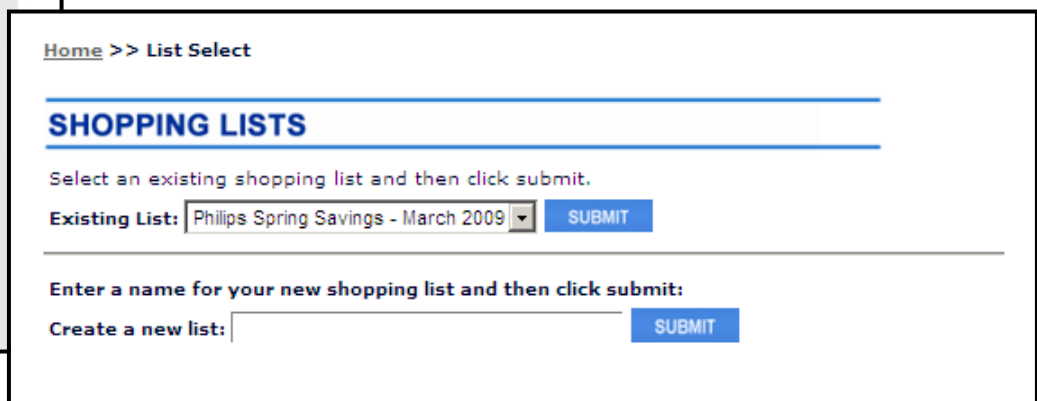 Home >> List Select
SHOPPING LISTS
Select an existing shopping list and then click submit.
Existing List: Philips Spring Savings - March 2009 SUBMIT
Enter a name for your new shopping list and then click submit:
Create a new list: SUBMIT